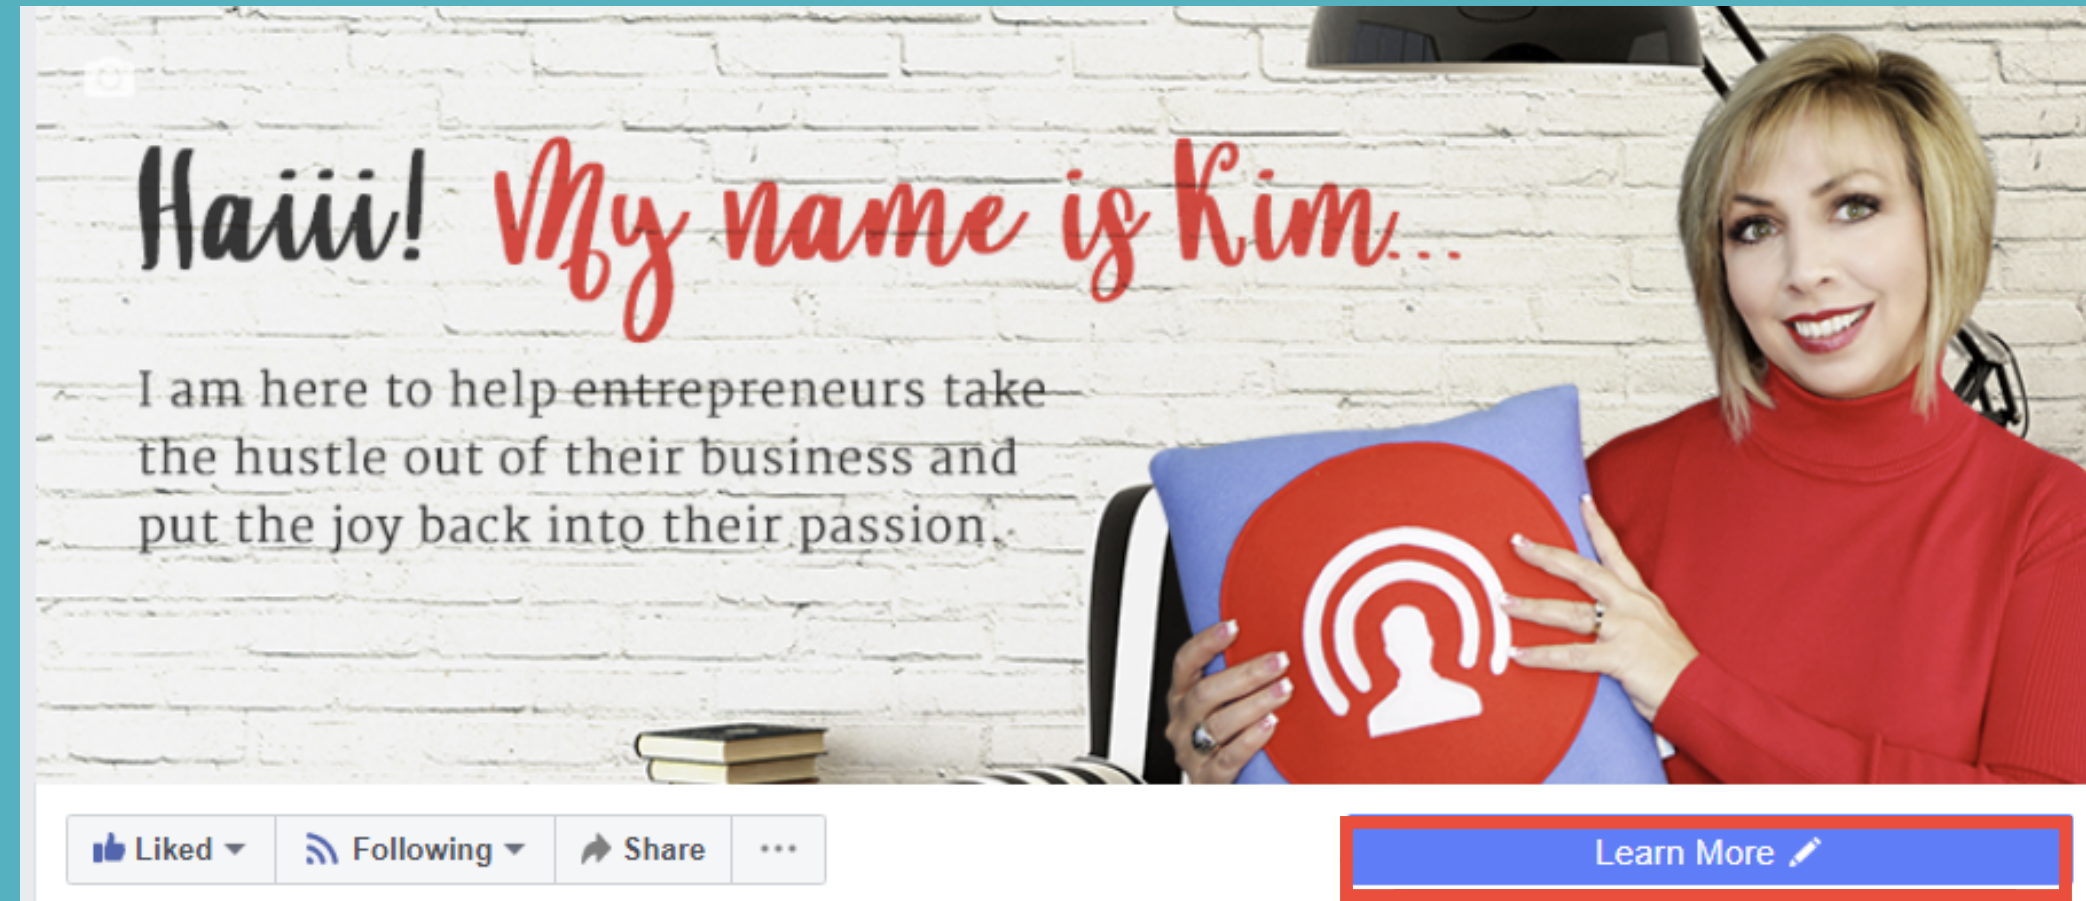 Haiii! My name is Kim...
I am here to help entrepreneurs take
the hustle out of their business and
put the joy back into their passion.
Liked Following Share ... Learn More